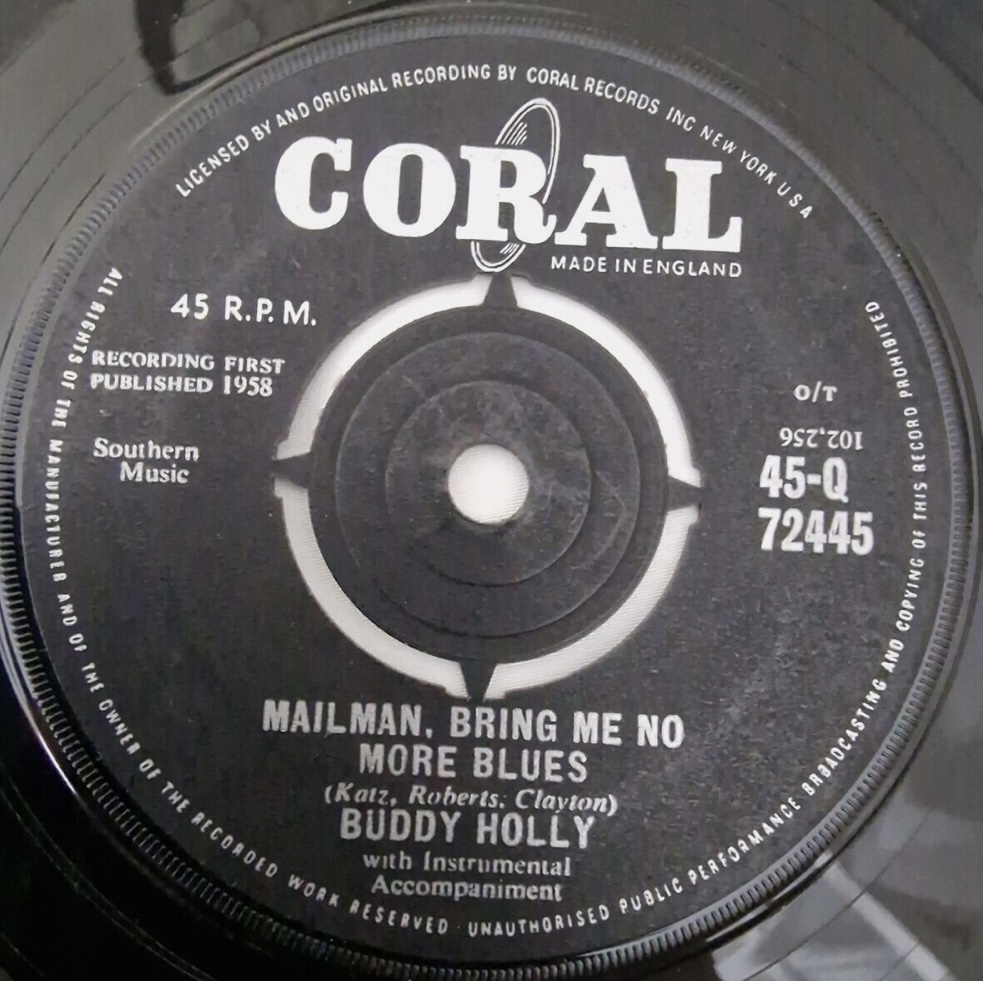 LICENSED BY AND ORIGINAL RECORDING BY CORAL RECORDS INC NEW YORK USA
CORAL
MADE IN ENGLAND
45 R.P.M.
RECORDING FIRST
PUBLISHED 1958
Southern
Music
O/T
102,256
45-Q
72445
MAILMAN, BRING ME NO
MORE BLUES
(Katz, Roberts, Clayton)
BUDDY HOLLY
with Instrumental
Accompaniment
ALL RIGHTS OF THE MANUFACTURER AND OF THE OWNER OF THE RECORDED WORK RESERVED · UNAUTHORISED PUBLIC PERFORMANCE BROADCASTING AND COPYING OF THIS RECORD PROHIBITED